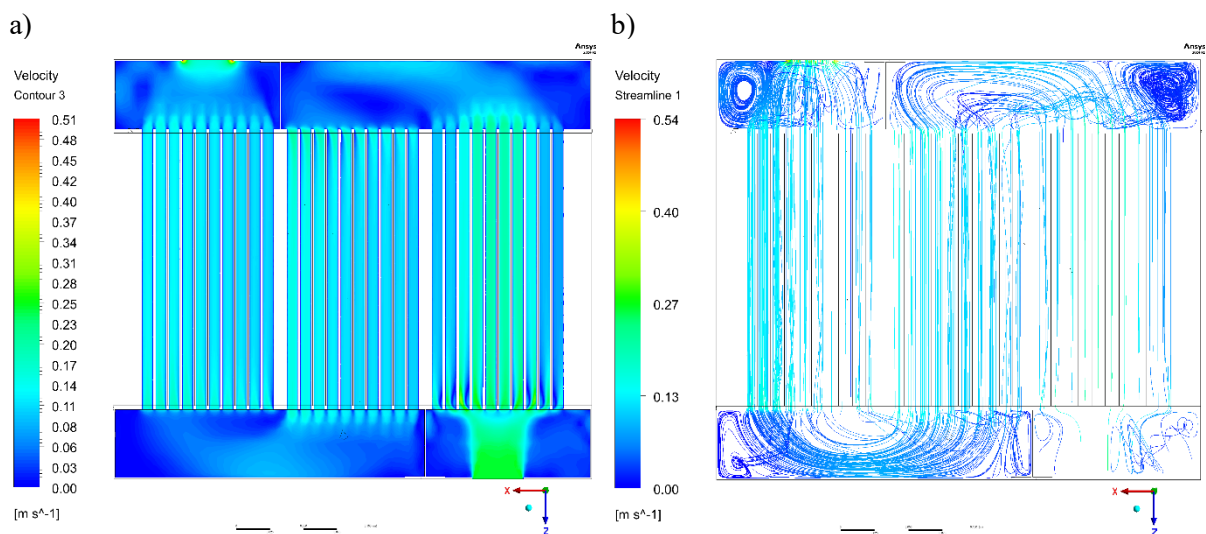 a)
Ansys
Velocity
Contour 3
0.51
0.48
0.45
0.42
0.40
0.37
0.34
0.31
0.28
0.25
0.23
0.20
0.17
0.14
0.11
0.08
0.06
0.03
0.00
[m s^-1]
X
Z
b)
Ansys
Velocity
Streamline 1
0.54
0.40
0.27
0.13
0.00
[m s^-1]
X
Z